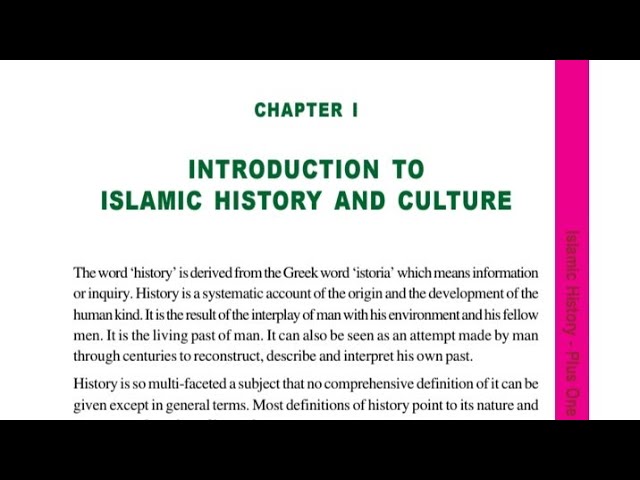 CHAPTER I
INTRODUCTION TO
ISLAMIC HISTORY AND CULTURE
The word ‘history’ is derived from the Greek word ‘istoria’ which means information
or inquiry. History is a systematic account of the origin and the development of the
human kind. It is the result of the interplay of man with his environment and his fellow
men. It is the living past of man. It can also be seen as an attempt made by man
through centuries to reconstruct, describe and interpret his own past.
History is so multi-faceted a subject that no comprehensive definition of it can be
given except in general terms. Most definitions of history point to its nature and
Islamic History - Plus One